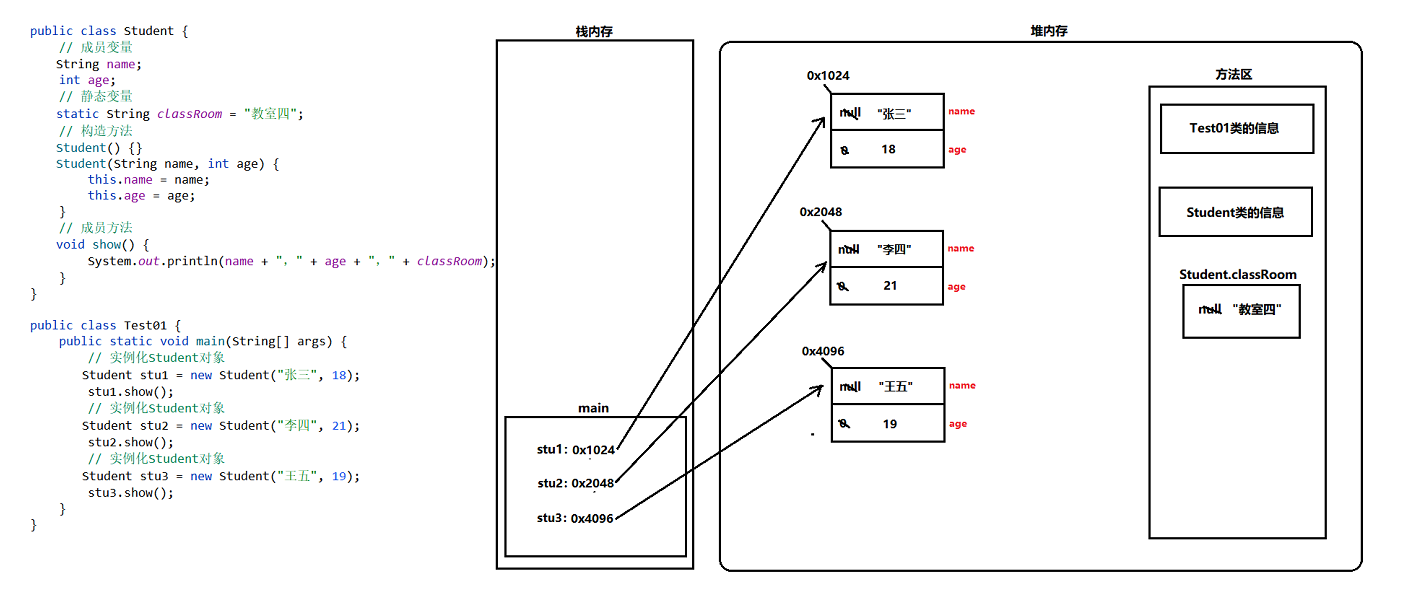 public class Student {
// 成员变量
String name;
int age;
// 静态变量
static String classRoom = "教室四";
// 构造方法
Student() {}
Student(String name, int age) {
this.name = name;
this.age = age;
}
// 成员方法
void show() {
System.out.println(name + ", " + age + ", " + classRoom);
}
}
public class Test01 {
public static void main(String[] args) {
// 实例化Student对象
Student stu1 = new Student("张三", 18);
stu1.show();
// 实例化Student对象
Student stu2 = new Student("李四", 21);
stu2.show();
// 实例化Student对象
Student stu3 = new Student("王五", 19);
stu3.show();
}
}
栈内存
main
stu1: 0x1024
stu2: 0x2048
stu3: 0x4096
堆内存
0x1024
null "张三" name
0 18 age
0x2048
null "李四" name
0 21 age
0x4096
null "王五" name
0 19 age
方法区
Test01类的信息
Student类的信息
Student.classRoom
null "教室四"